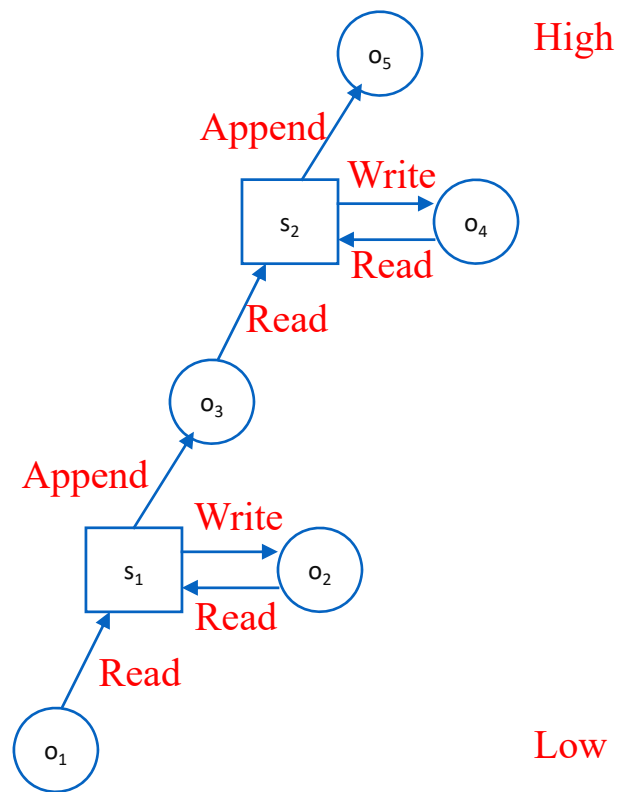 High
o₅
Append
Write
s₂
o₄
Read
Read
o₃
Append
Write
s₁
o₂
Read
Read
o₁
Low